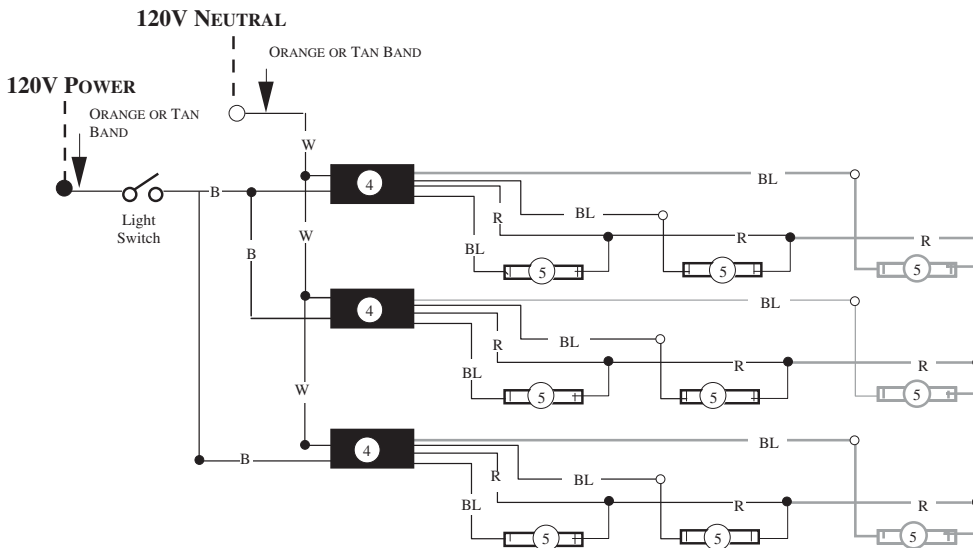 120V NEUTRAL
ORANGE OR TAN BAND
120V POWER
ORANGE OR TAN
BAND
W
4
BL
B
Light
Switch
R
BL
R
R
BL
W
B
5
5
5
4
BL
R
BL
R
R
BL
W
5
5
5
4
BL
B
R
BL
R
R
BL
5
5
5